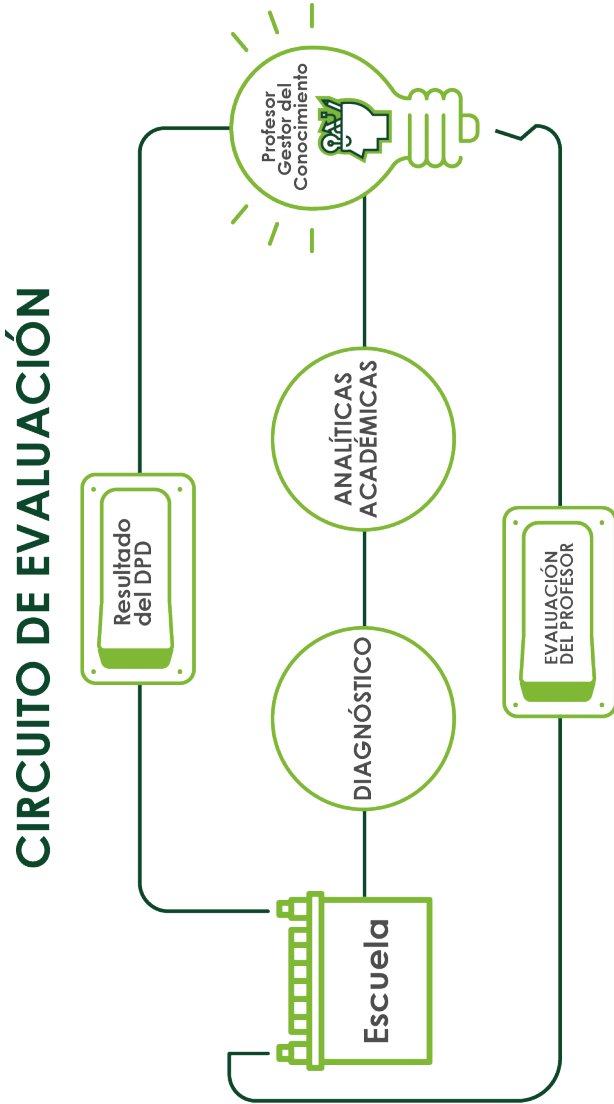 CIRCUITO DE EVALUACIÓN
Resultado
del DPD
Escuela
DIAGNÓSTICO
ANALÍTICAS
ACADÉMICAS
Profesor
Gestor del
Conocimiento
EVALUACIÓN
DEL PROFESOR